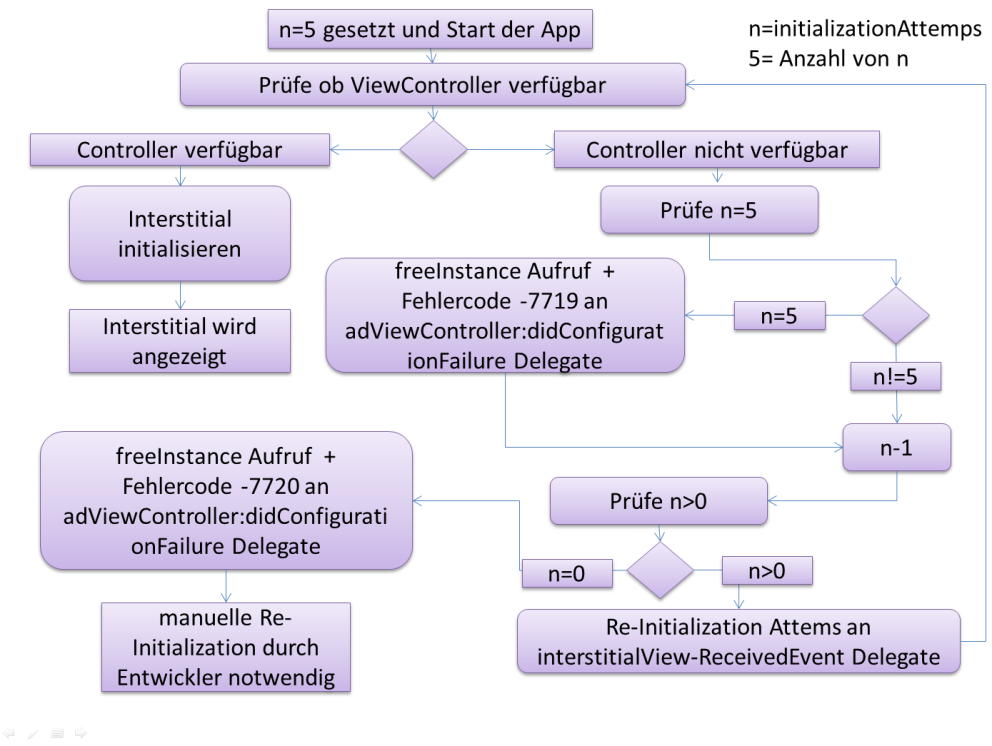 n=5 gesetzt und Start der App
n=initializationAttemps
5= Anzahl von n
Prüfe ob ViewController verfügbar
Controller verfügbar
Controller nicht verfügbar
Interstitial
initialisieren
Prüfe n=5
Interstitial wird
angezeigt
freeInstance Aufruf +
Fehlercode -7719 an
adViewController:didConfigurat
ionFailure Delegate
n=5
n!=5
n-1
freeInstance Aufruf +
Fehlercode -7720 an
adViewController:didConfigurati
onFailure Delegate
Prüfe n>0
n=0
n>0
manuelle Re-
Initialization durch
Entwickler notwendig
Re-Initialization Attems an
interstitialView-ReceivedEvent Delegate